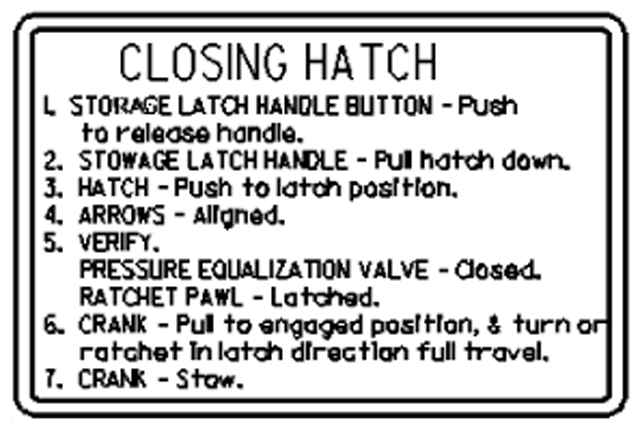 CLOSING HATCH
1. STORAGE LATCH HANDLE BUTTON - Push
to release handle.
2. STOWAGE LATCH HANDLE - Pull hatch down.
3. HATCH - Push to latch position.
4. ARROWS - Aligned.
5. VERIFY.
PRESSURE EQUALIZATION VALVE - Closed.
RATCHET PAWL - Latched.
6. CRANK - Pull to engaged position, & turn or
ratchet in latch direction full travel.
7. CRANK - Stow.